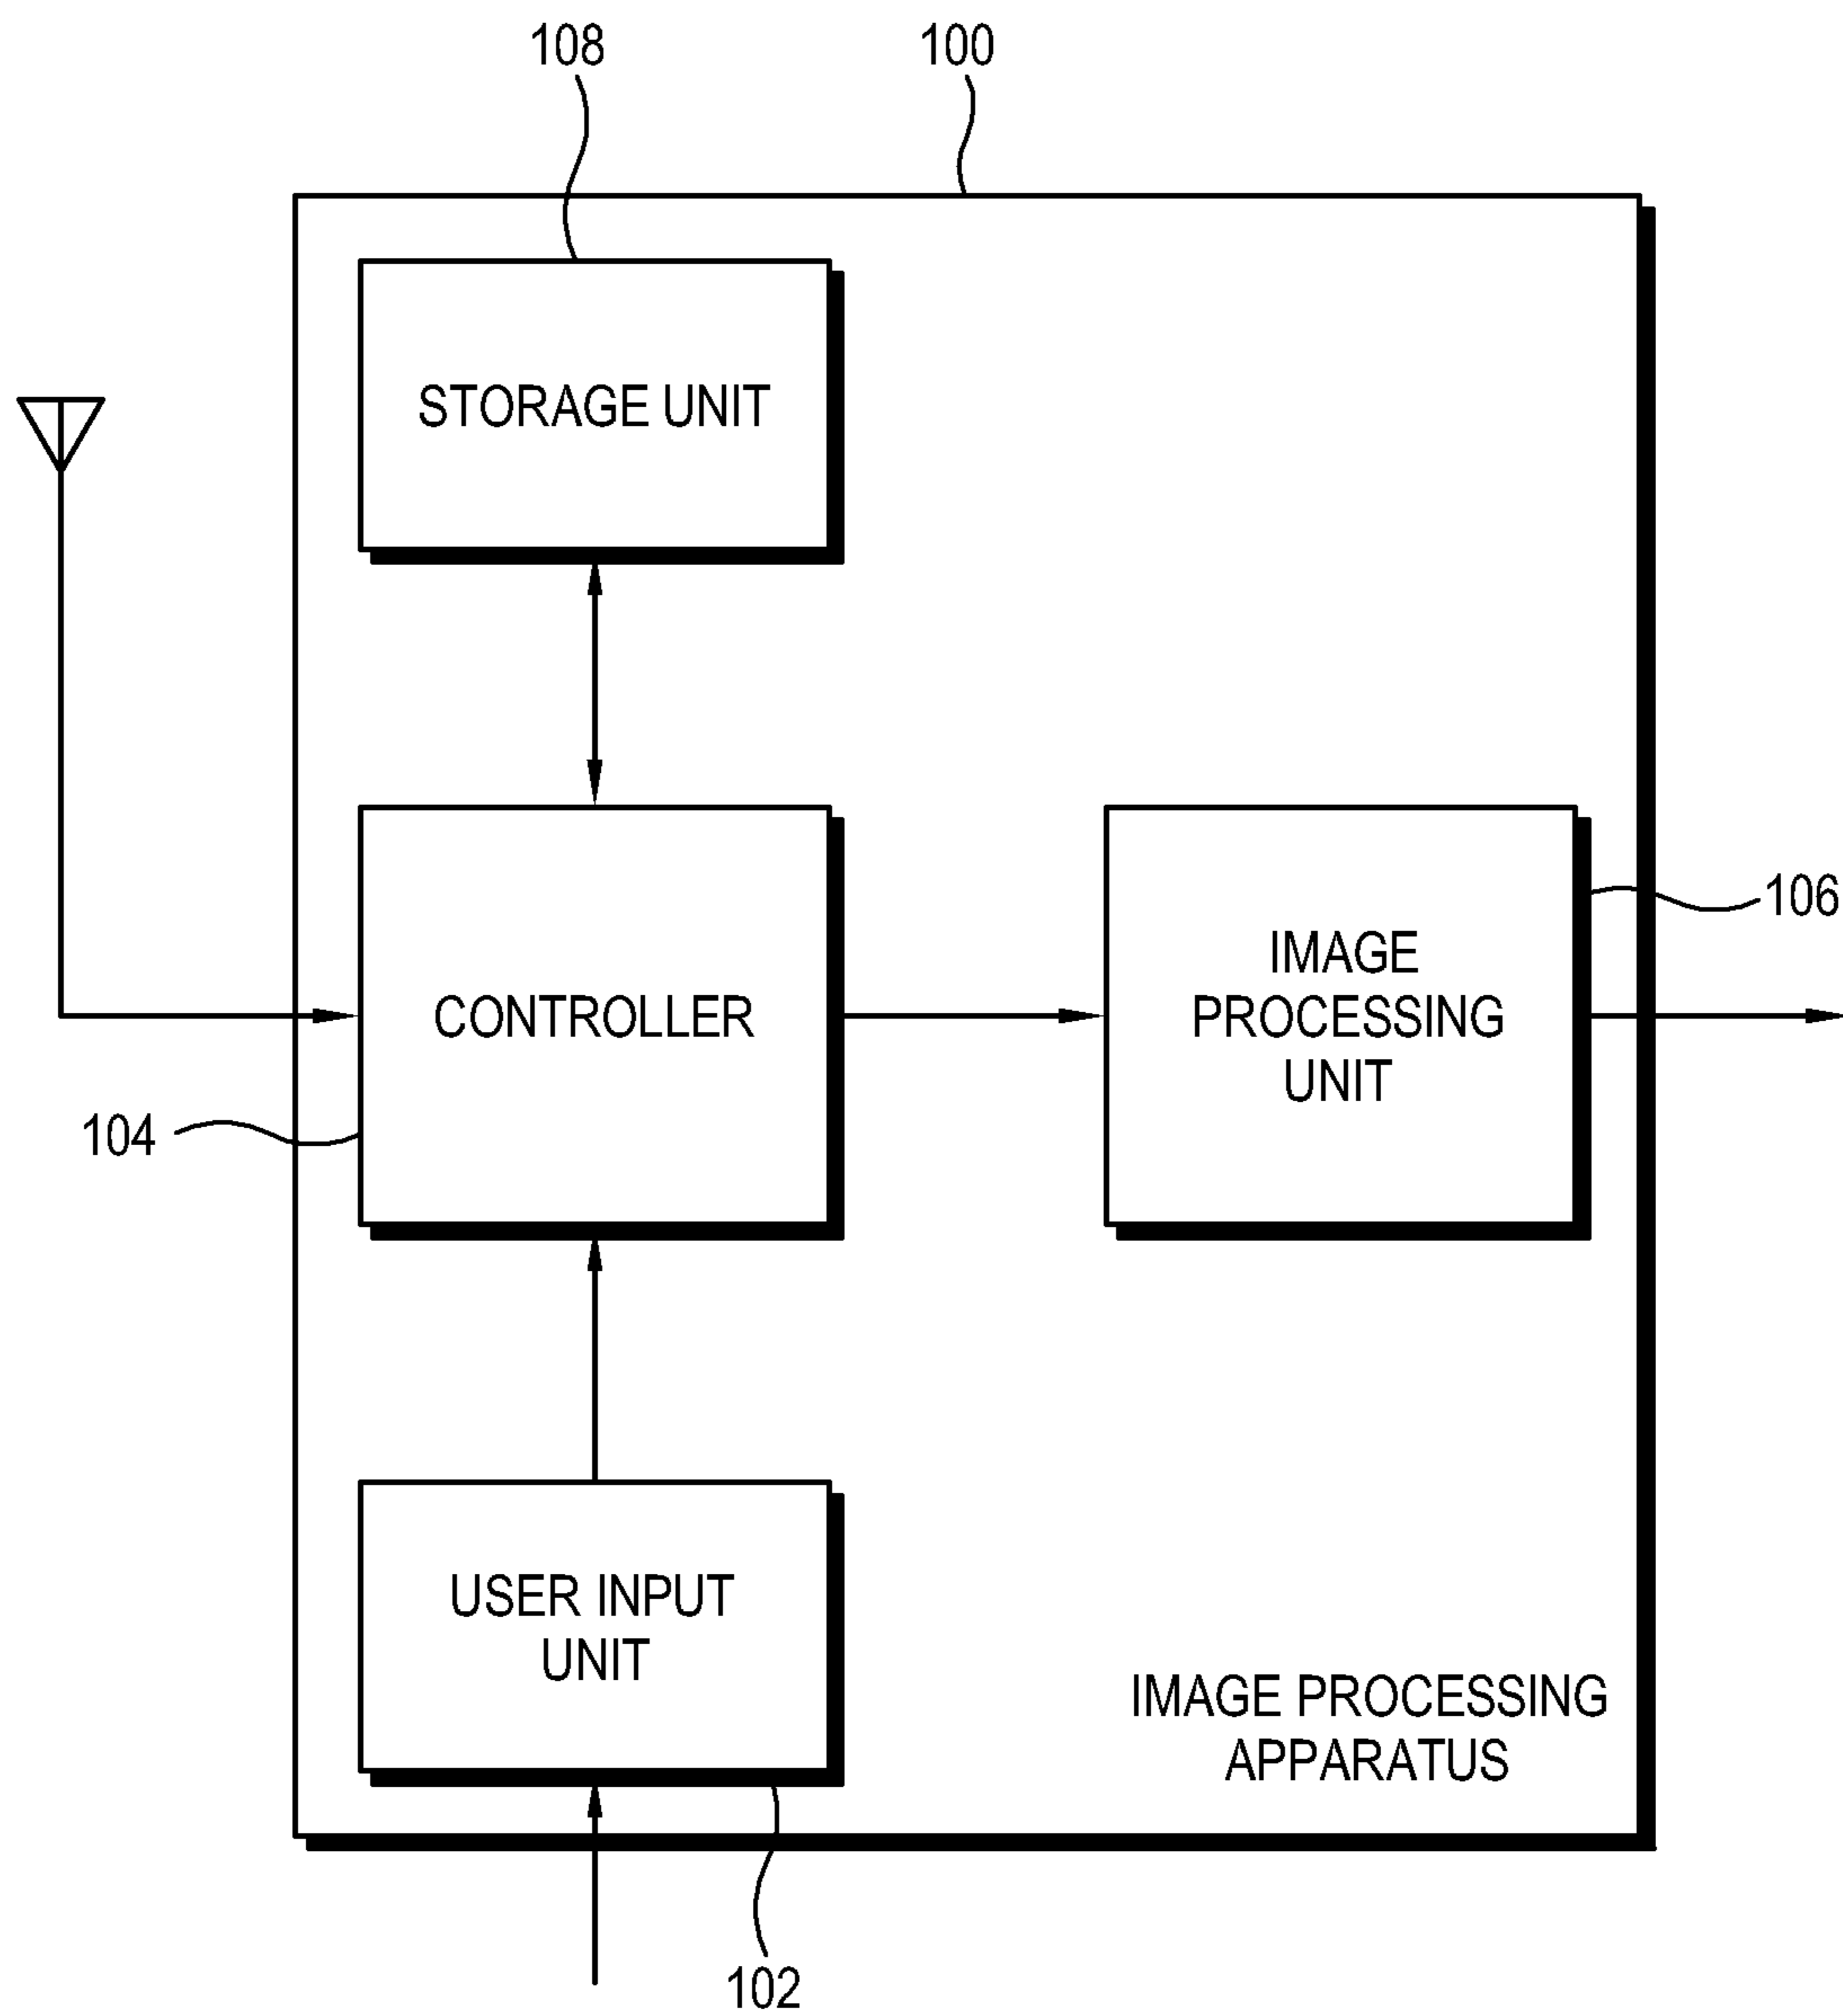 108
100
STORAGE UNIT
106
IMAGE
PROCESSING
UNIT
CONTROLLER
104
USER INPUT
UNIT
IMAGE PROCESSING
APPARATUS
102